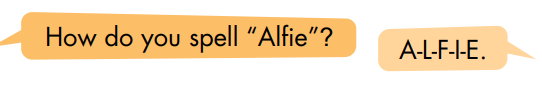 How do you spell “Alfie”?
A-L-F-I-E.